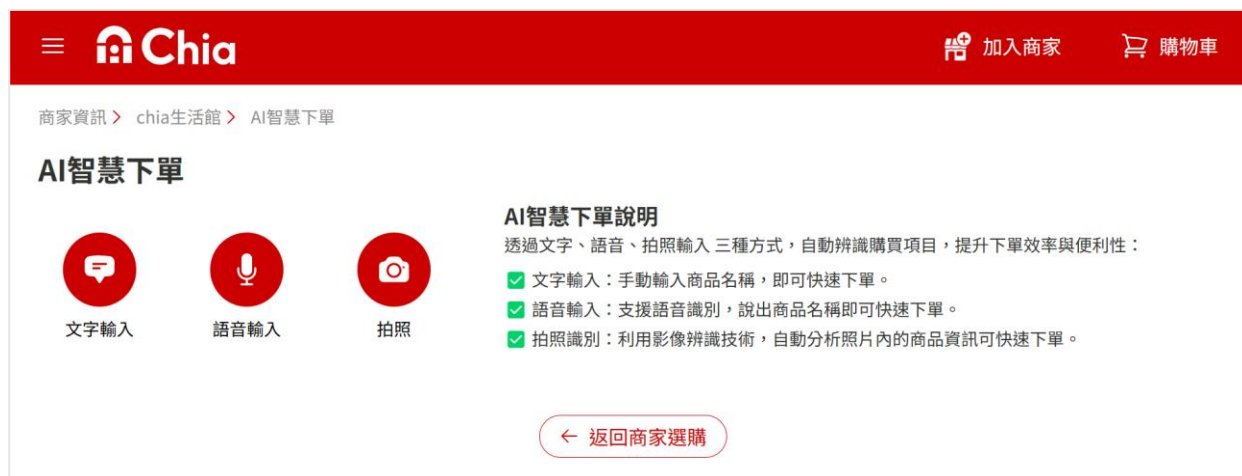 Chia
加入商家
購物車
商家資訊 > chia生活館 > AI智慧下單
AI智慧下單
文字輸入
語音輸入
拍照
AI智慧下單說明
透過文字、語音、拍照輸入 三種方式，自動辨識購買項目，提升下單效率與便利性：
文字輸入：手動輸入商品名稱，即可快速下單。
語音輸入：支援語音識別，說出商品名稱即可快速下單。
拍照識別：利用影像辨識技術，自動分析照片內的商品資訊可快速下單。
← 返回商家選購